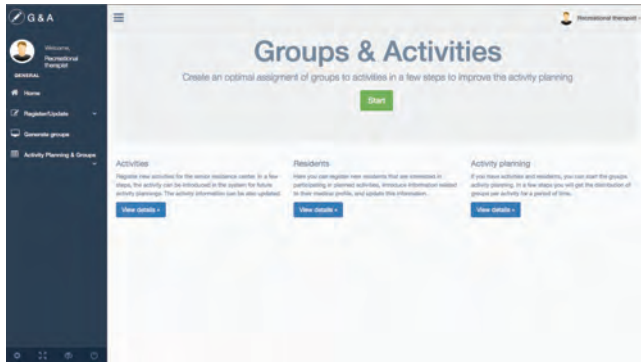 G & A
Recreational therapist
Welcome,
Recreational
therapist
GENERAL
Home
Register/Update
Generate groups
Activity Planning & Groups
Groups & Activities
Create an optimal assigment of groups to activities in a few steps to improve the activity planning
Start
Activities
Register new activities for the senior residence center. In a few
steps, the activity can be introduced in the system for future
activity plannings. The activity information can be also updated.
View details »
Residents
Here you can register new residents that are interested in
participating in planned activities, introduce information related
to their medical profile, and update this information.
View details »
Activity planning
If you have activities and residents, you can start the groups
activity planning. In a few steps you will get the distribution of
groups per activity for a period of time.
View details »